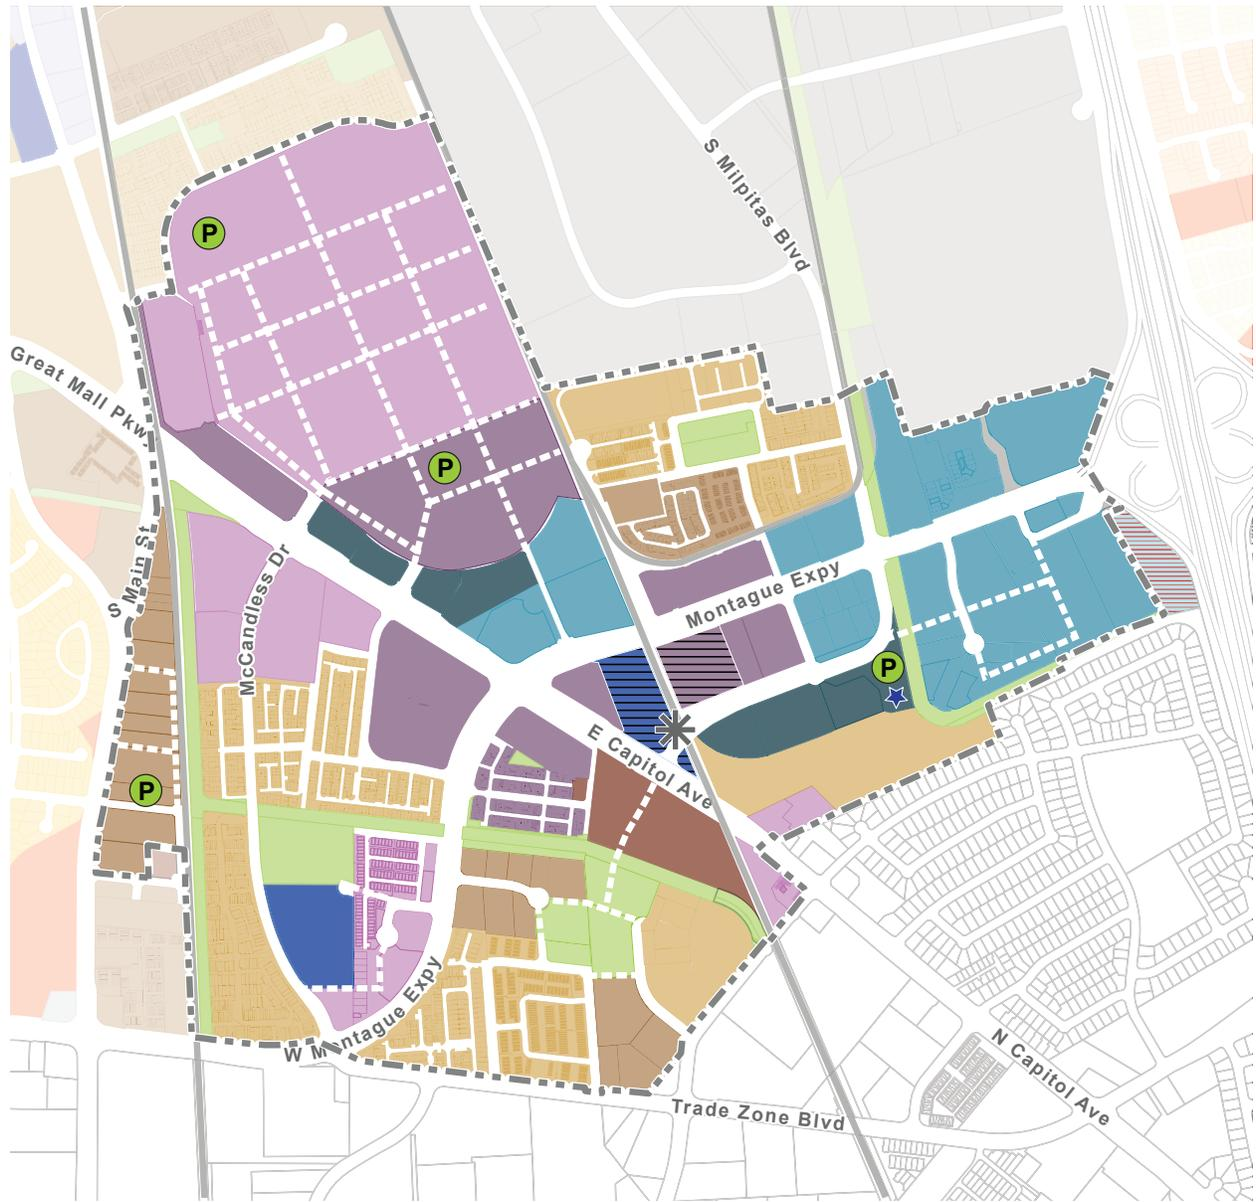 S Milpitas Blvd
P
Great Mall Pkwy
P
S Main St
McCandless Dr
Montague Expy
P
E Capitol Ave
P
W Montague Expy
N Capitol Ave
Trade Zone Blvd